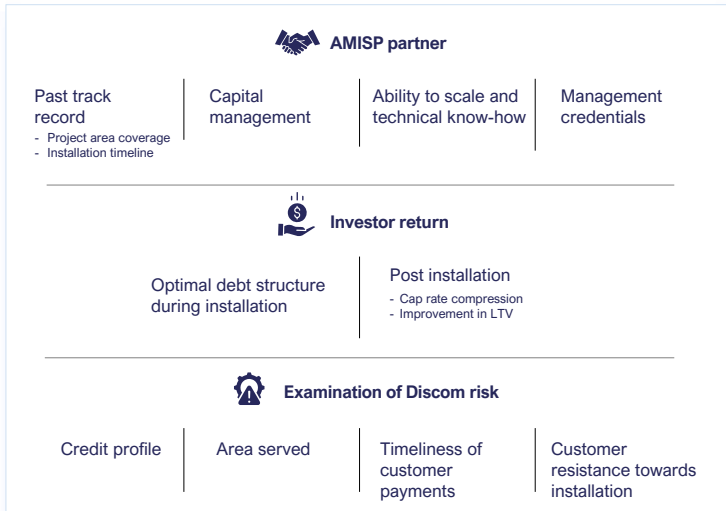 AMISP partner
Past track
record
- Project area coverage
- Installation timeline
Capital
management
Ability to scale and
technical know-how
Management
credentials
Investor return
Optimal debt structure
during installation
Post installation
- Cap rate compression
- Improvement in LTV
Examination of Discom risk
Credit profile
Area served
Timeliness of
customer
payments
Customer
resistance towards
installation